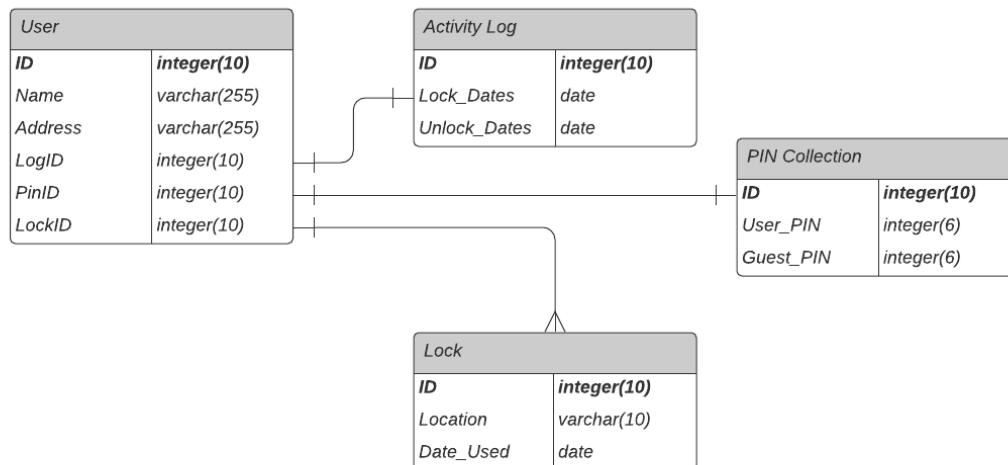 User
ID integer(10)
Name varchar(255)
Address varchar(255)
LogID integer(10)
PinID integer(10)
LockID integer(10)
Activity Log
ID integer(10)
Lock_Dates date
Unlock_Dates date
PIN Collection
ID integer(10)
User_PIN integer(6)
Guest_PIN integer(6)
Lock
ID integer(10)
Location varchar(10)
Date_Used date